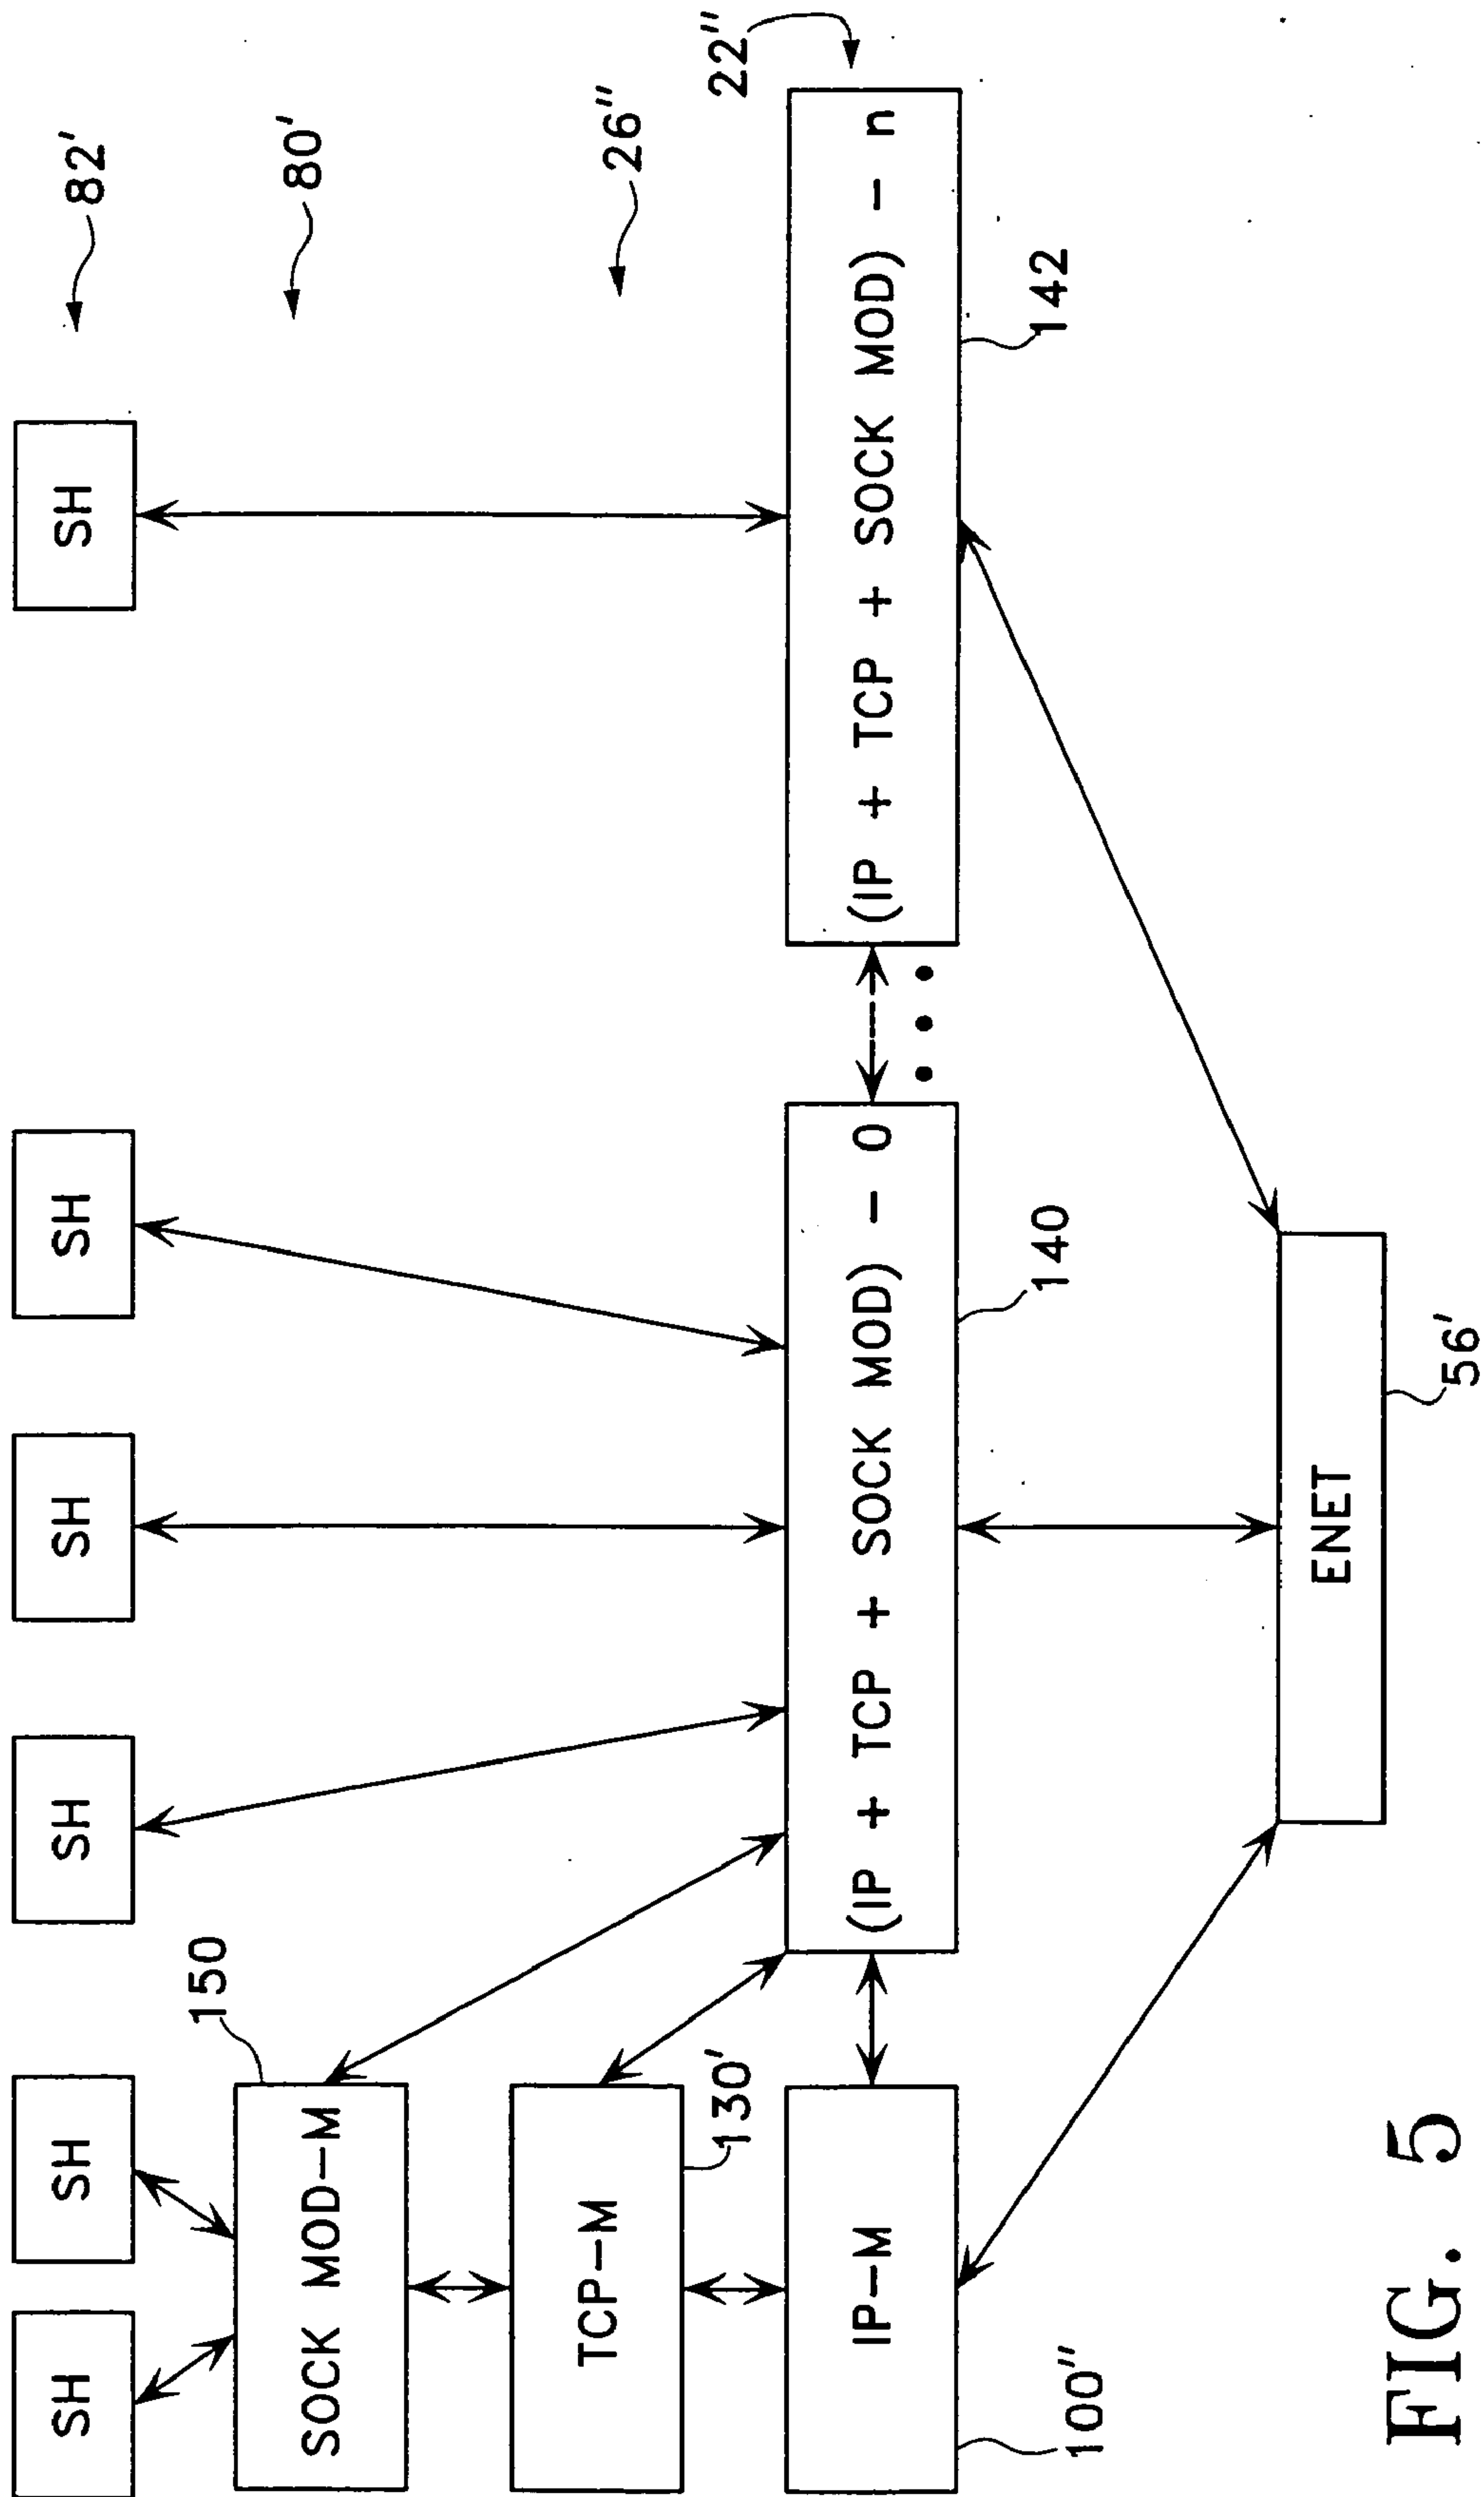 SH
SH
SH
SH
SH
SH
82'
150
SOCK MOD-M
80'
TCP-M
130'
26"
22"
IP-M
(IP + TCP + SOCK MOD) - 0
(IP + TCP + SOCK MOD) - n
100"
140
142
ENET
56'
FIG. 5